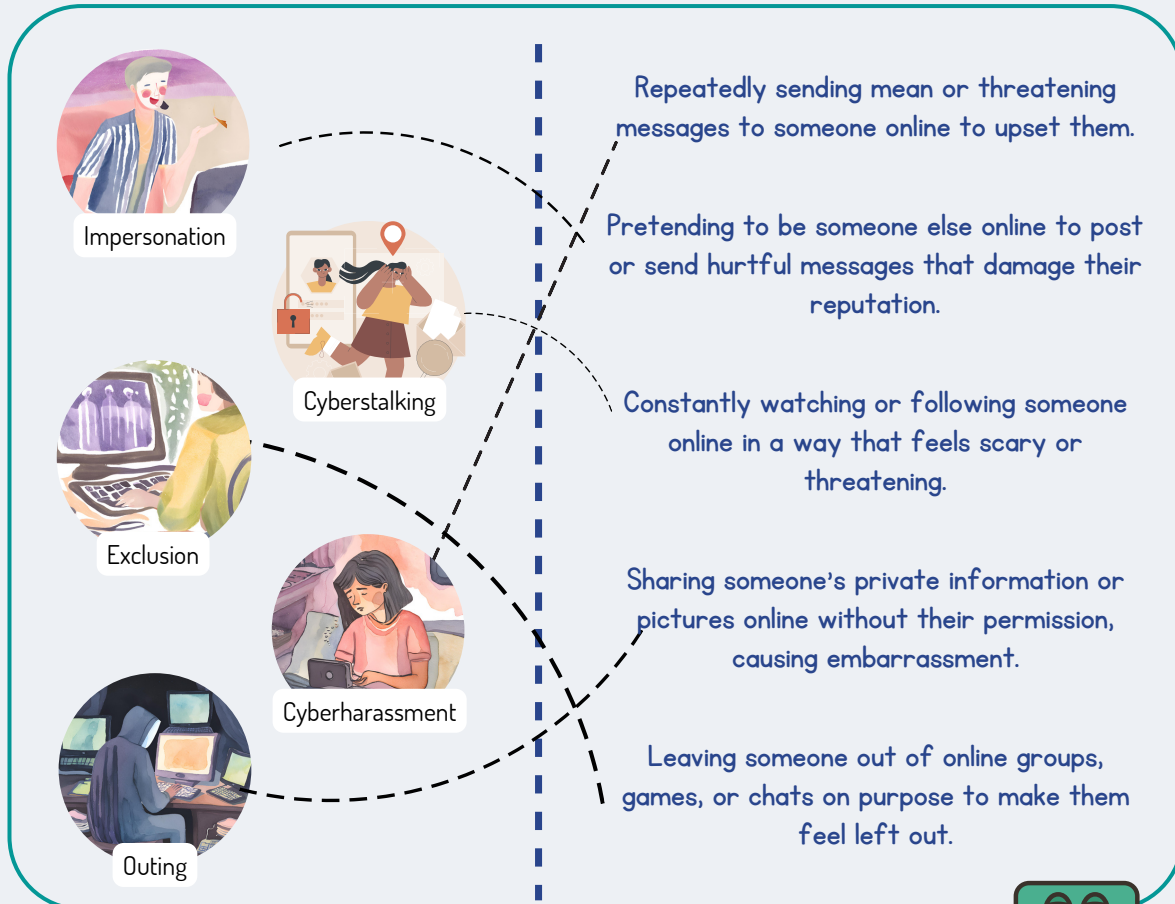 Impersonation
Cyberstalking
Exclusion
Cyberharassment
Outing
Repeatedly sending mean or threatening
messages to someone online to upset them.
Pretending to be someone else online to post
or send hurtful messages that damage their
reputation.
Constantly watching or following someone
online in a way that feels scary or
threatening.
Sharing someone's private information or
pictures online without their permission,
causing embarrassment.
Leaving someone out of online groups,
games, or chats on purpose to make them
feel left out.